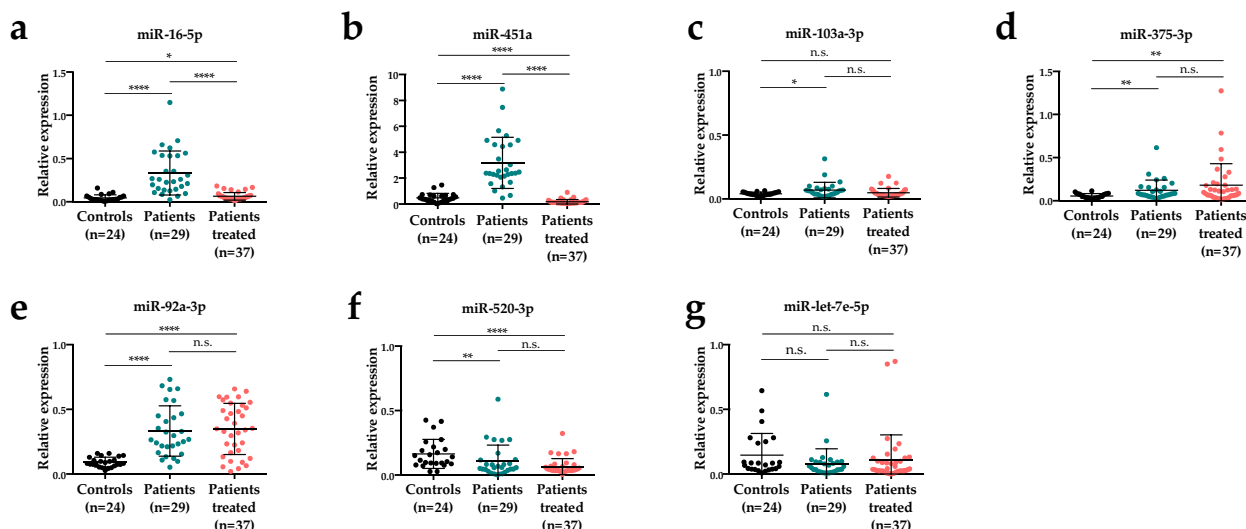 a
miR-16-5p
*
****
****
Relative expression
1.5
1.0
0.5
0.0
Controls
(n=24)
Patients
(n=29)
Patients
treated
(n=37)
b
miR-451a
****
****
****
Relative expression
10
8
6
4
2
0
Controls
(n=24)
Patients
(n=29)
Patients
treated
(n=37)
c
miR-103a-3p
n.s.
n.s.
*
Relative expression
1.0
0.5
0.0
Controls
(n=24)
Patients
(n=29)
Patients
treated
(n=37)
d
miR-375-3p
**
n.s.
**
Relative expression
1.5
1.0
0.5
0.0
Controls
(n=24)
Patients
(n=29)
Patients
treated
(n=37)
e
miR-92a-3p
****
n.s.
****
Relative expression
1.0
0.5
0.0
Controls
(n=24)
Patients
(n=29)
Patients
treated
(n=37)
f
miR-520-3p
****
n.s.
**
Relative expression
1.0
0.5
0.0
Controls
(n=24)
Patients
(n=29)
Patients
treated
(n=37)
g
miR-let-7e-5p
n.s.
n.s.
n.s.
Relative expression
1.0
0.5
0.0
Controls
(n=24)
Patients
(n=29)
Patients
treated
(n=37)